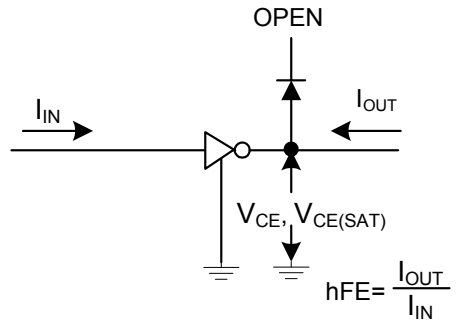 OPEN
I_IN
I_OUT
V_CE, V_CE(SAT)
hFE= I_OUT / I_IN